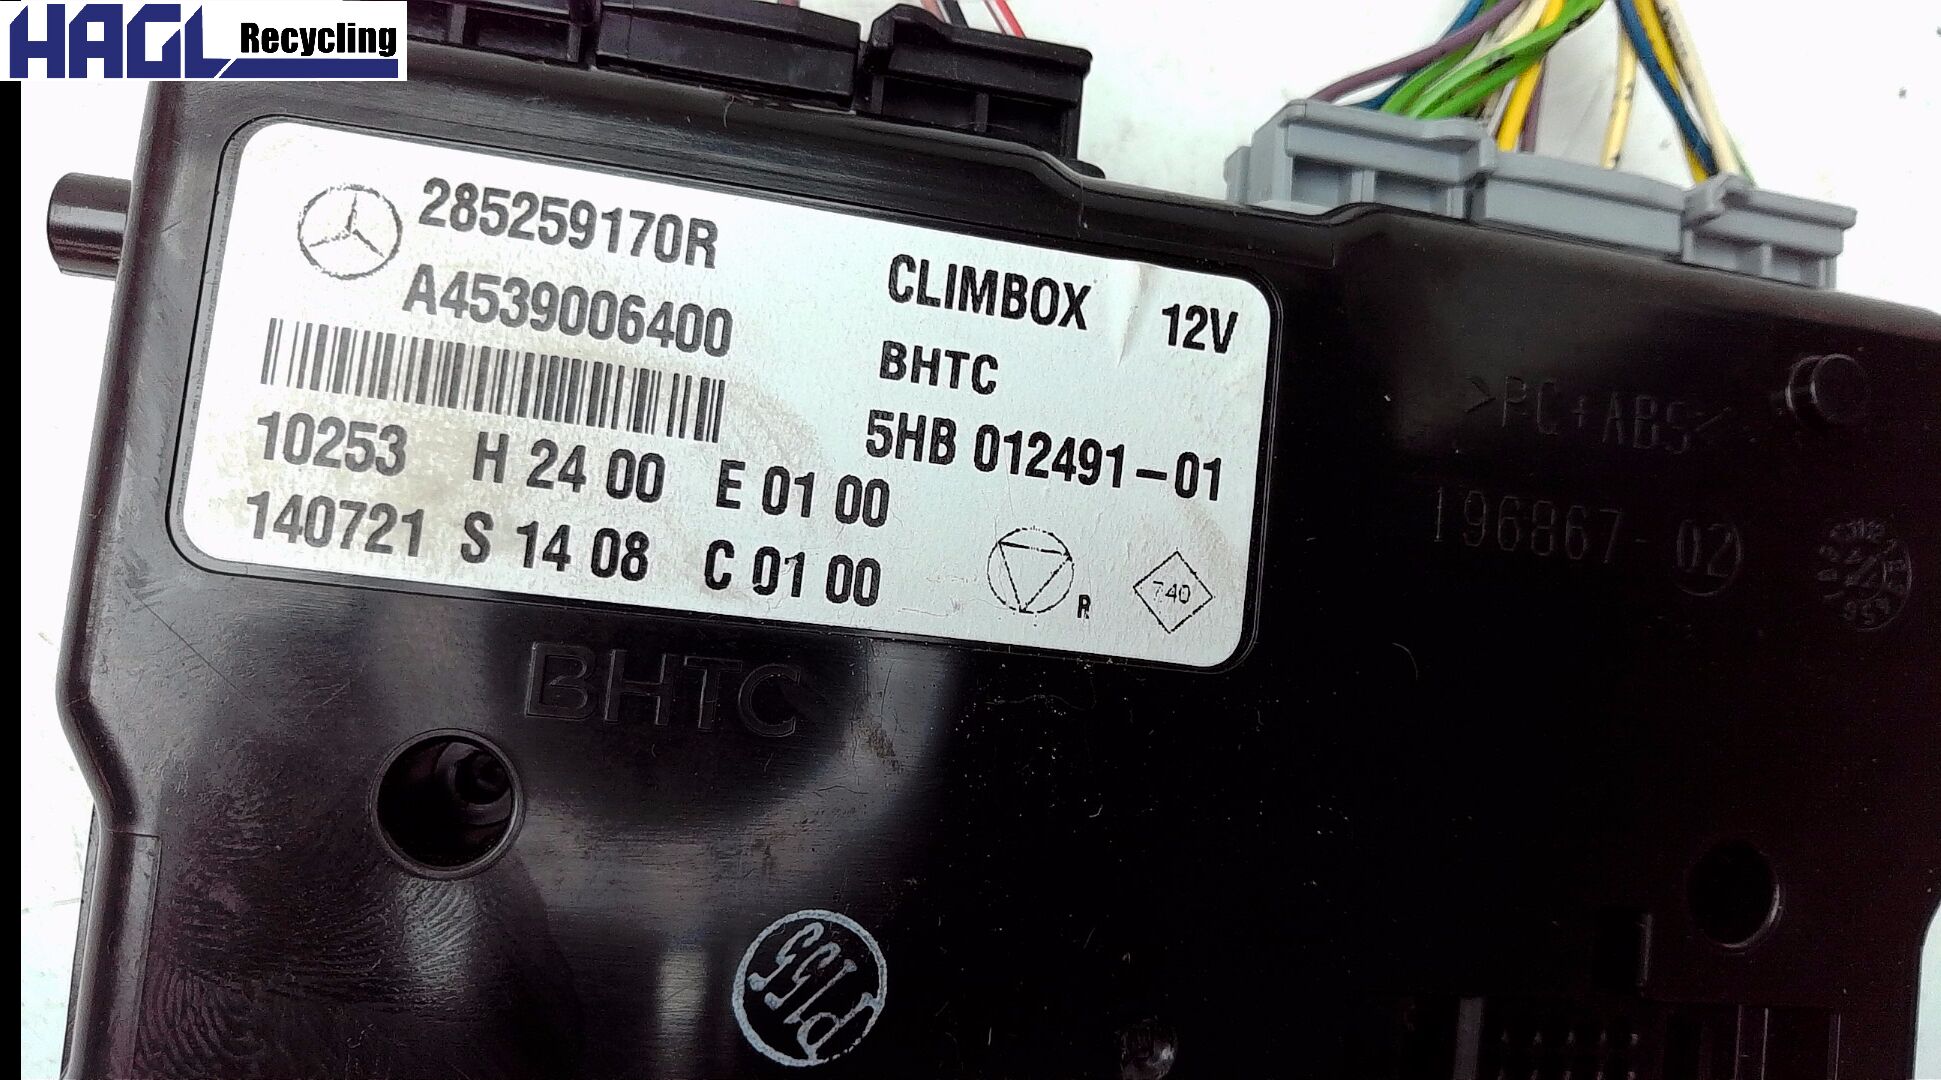 HAGL Recycling
285259170R
A4539006400
CLIMBOX 12V
BHTC
5HB 012491-01
10253 H 24 00 E 01 00
140721 S 14 08 C 01 00
R
740
BHTC
>PC+ABS<
196867-02
P155